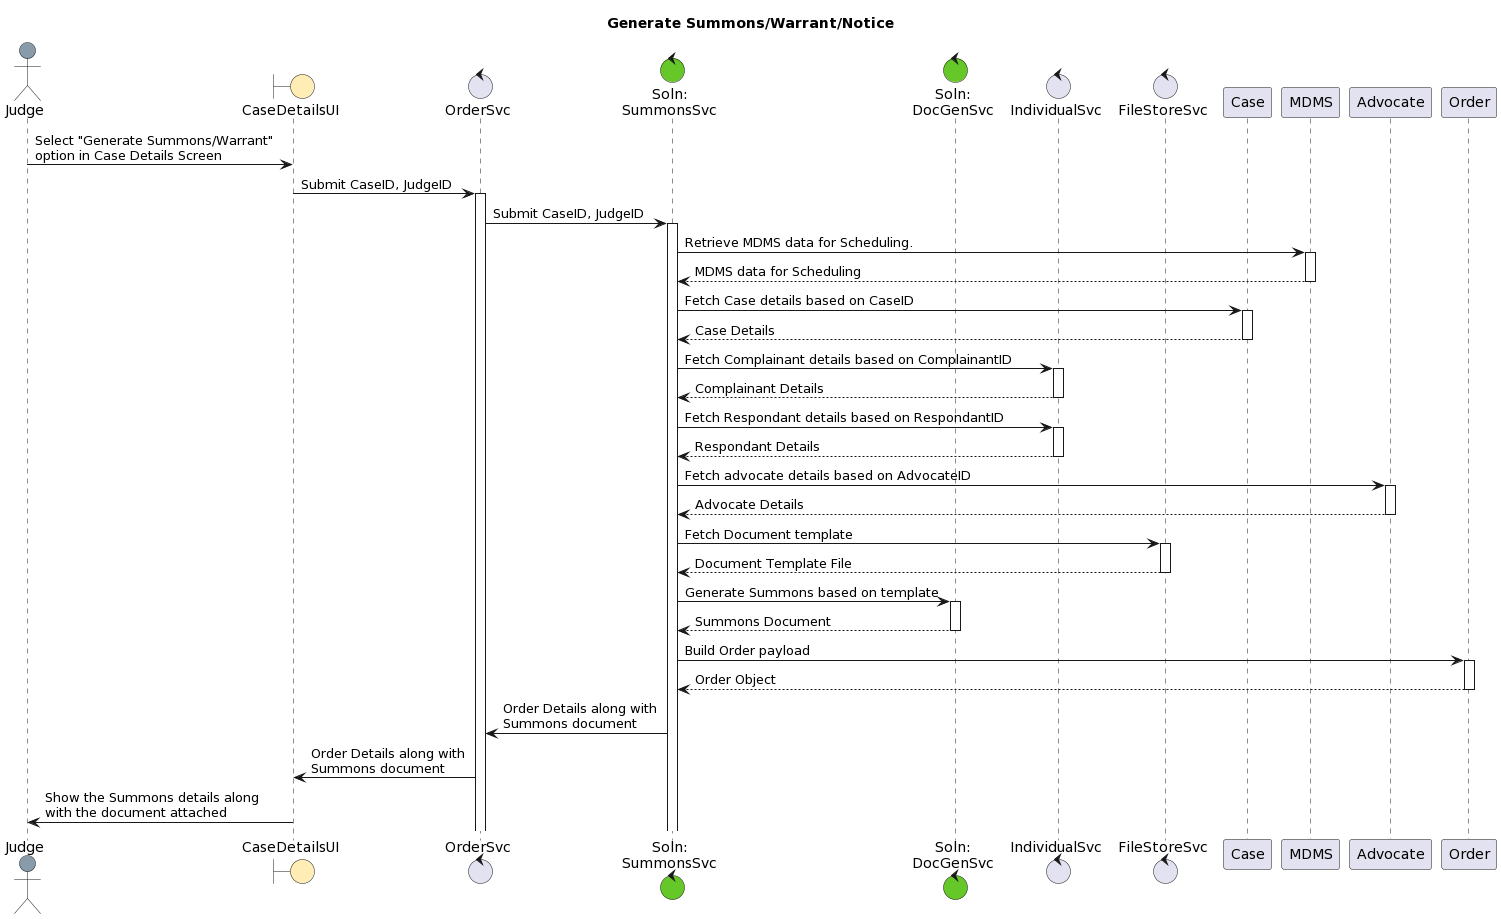 Generate Summons/Warrant/Notice
Judge
CaseDetailsUI
OrderSvc
Soln:
SummonsSvc
Soln:
DocGenSvc
IndividualSvc
FileStoreSvc
Case
MDMS
Advocate
Order
Select "Generate Summons/Warrant"
option in Case Details Screen
Submit CaseID, JudgeID
Submit CaseID, JudgeID
Retrieve MDMS data for Scheduling.
MDMS data for Scheduling
Fetch Case details based on CaseID
Case Details
Fetch Complainant details based on ComplainantID
Complainant Details
Fetch Respondant details based on RespondantID
Respondant Details
Fetch advocate details based on AdvocateID
Advocate Details
Fetch Document template
Document Template File
Generate Summons based on template
Summons Document
Build Order payload
Order Object
Order Details along with
Summons document
Order Details along with
Summons document
Show the Summons details along
with the document attached
Judge
CaseDetailsUI
OrderSvc
Soln:
SummonsSvc
Soln:
DocGenSvc
IndividualSvc
FileStoreSvc
Case
MDMS
Advocate
Order